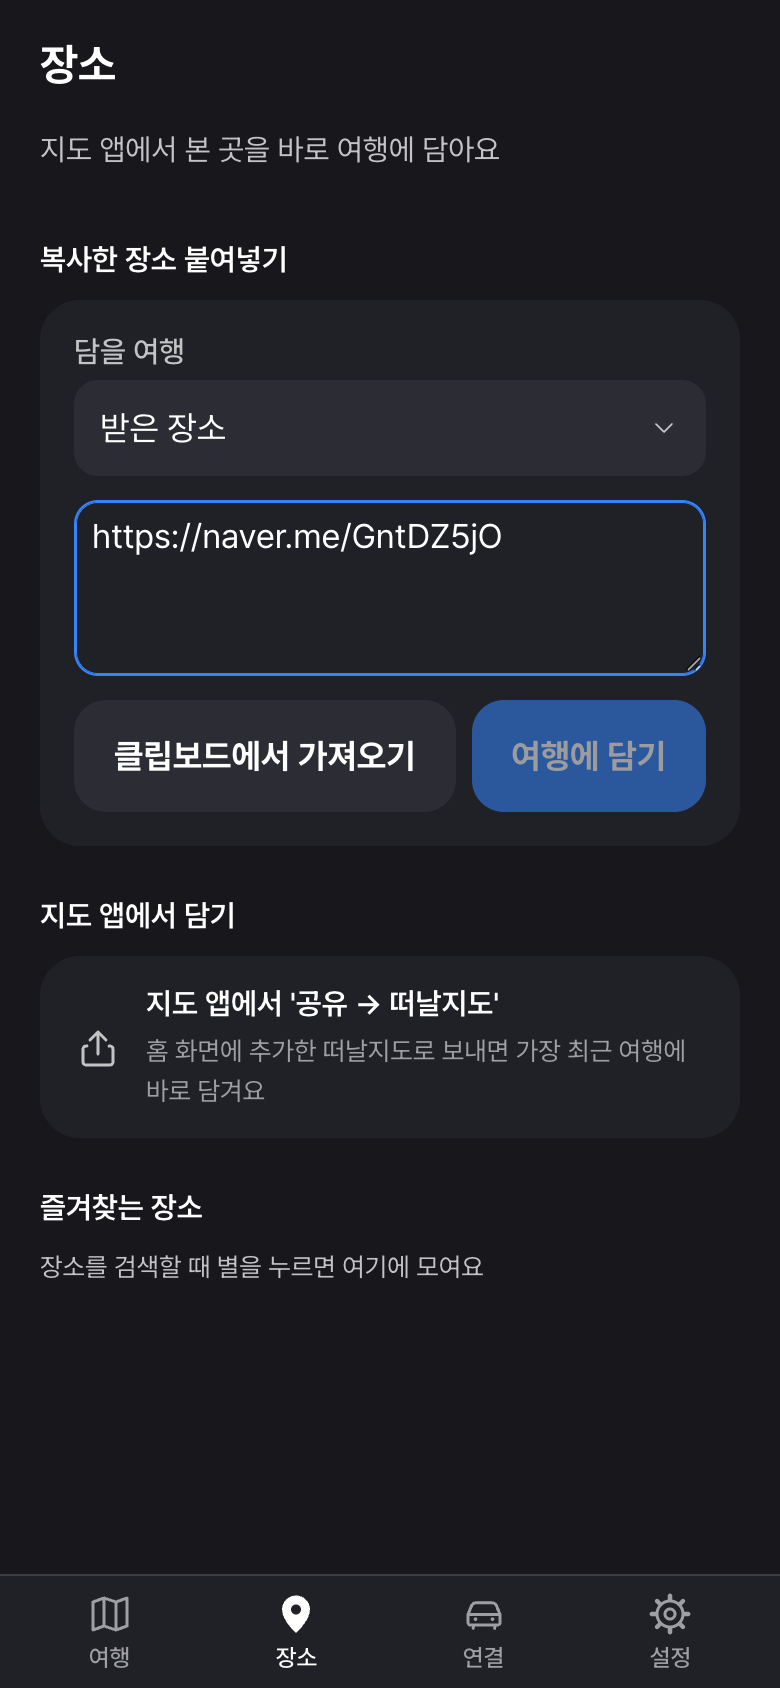 장소
지도 앱에서 본 곳을 바로 여행에 담아요
복사한 장소 붙여넣기
담을 여행
받은 장소
https://naver.me/GntDZ5jO
클립보드에서 가져오기
여행에 담기
지도 앱에서 담기
지도 앱에서 '공유 → 떠날지도'
홈 화면에 추가한 떠날지도로 보내면 가장 최근 여행에
바로 담겨요
즐겨찾는 장소
장소를 검색할 때 별을 누르면 여기에 모여요
여행
장소
연결
설정